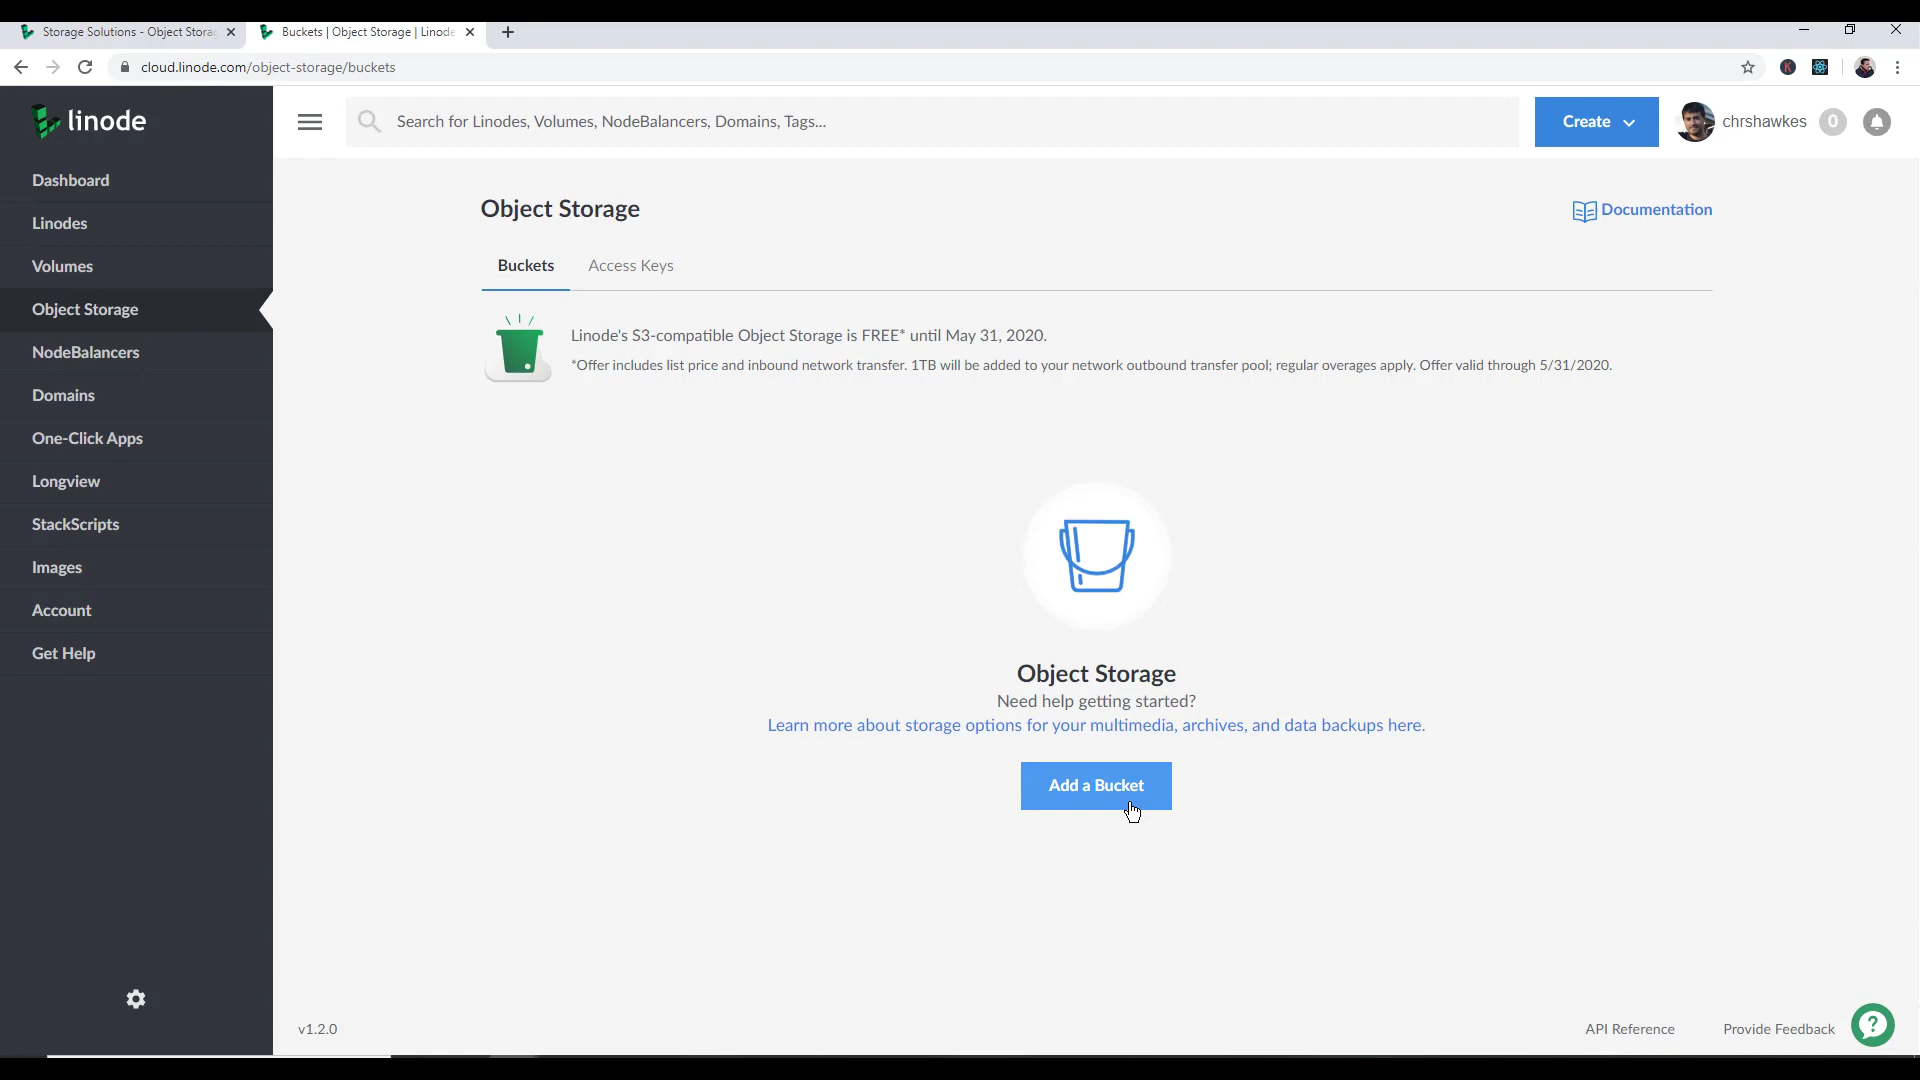 Storage Solutions - Object Storag
Buckets | Object Storage | Linode
cloud.linode.com/object-storage/buckets
K
linode
Search for Linodes, Volumes, NodeBalancers, Domains, Tags...
Create
chrshawkes
0
Dashboard
Linodes
Volumes
Object Storage
NodeBalancers
Domains
One-Click Apps
Longview
StackScripts
Images
Account
Get Help
Object Storage
Documentation
Buckets
Access Keys
Linode's S3-compatible Object Storage is FREE* until May 31, 2020.
*Offer includes list price and inbound network transfer. 1TB will be added to your network outbound transfer pool; regular overages apply. Offer valid through 5/31/2020.
Object Storage
Need help getting started?
Learn more about storage options for your multimedia, archives, and data backups here.
Add a Bucket
v1.2.0
API Reference
Provide Feedback
?